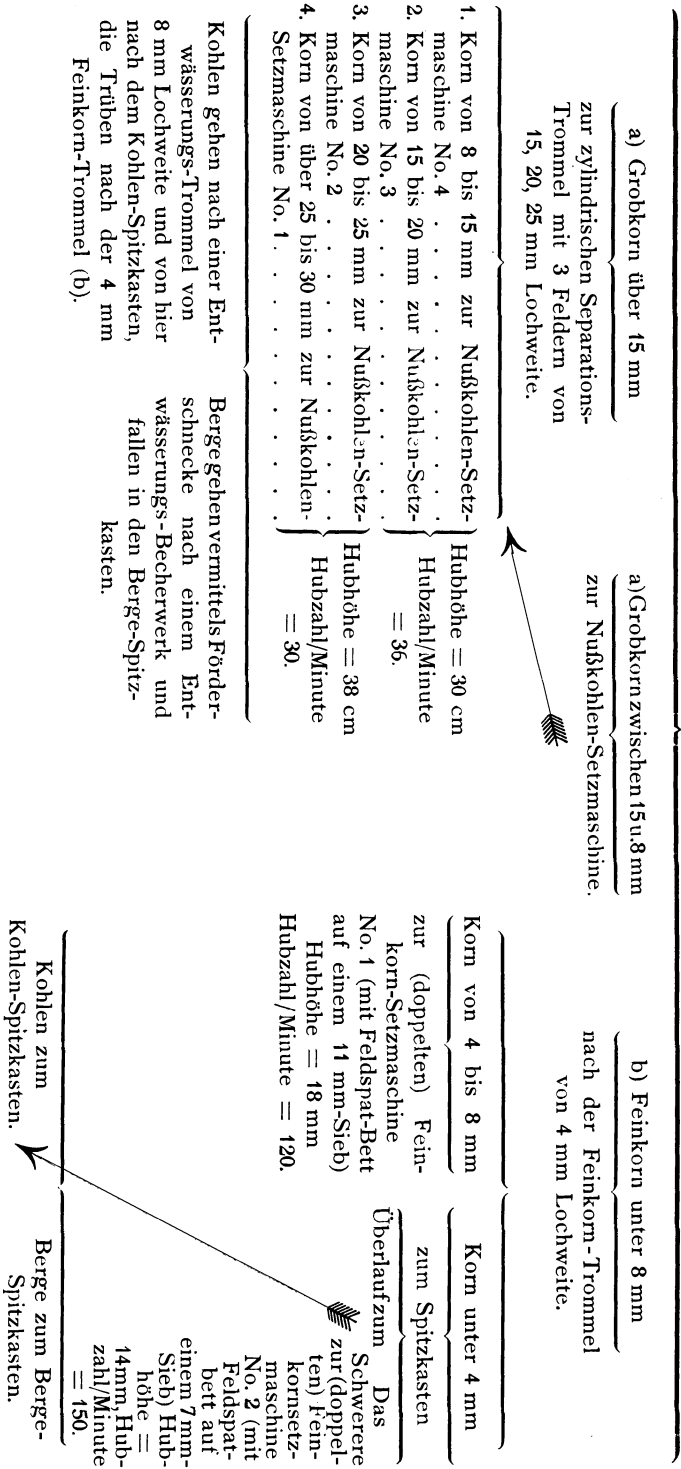 a) Grobkorn über 15 mm
zur zylindrischen Separations-
Trommel mit 3 Feldern von
15, 20, 25 mm Lochweite.
a) Grobkorn zwischen 15 u. 8 mm
zur Nußkohlen-Setzmaschine.
1. Korn von 8 bis 15 mm zur Nußkohlen-Setz-
maschine No. 4 . . . . . . . . . . .
2. Korn von 15 bis 20 mm zur Nußkohlen-Setz-
maschine No. 3 . . . . . . . . . . .
Hubhöhe = 30 cm
Hubzahl/Minute
= 36.
3. Korn von 20 bis 25 mm zur Nußkohlen-Setz-
maschine No. 2 . . . . . . . . . . .
4. Korn von über 25 bis 30 mm zur Nußkohlen-
Setzmaschine No. 1 . . . . . . . . . .
Hubhöhe = 38 cm
Hubzahl/Minute
= 30.
Kohlen gehen nach einer Ent-
wässerungs-Trommel von
8 mm Lochweite und von hier
nach dem Kohlen-Spitzkasten,
die Trüben nach der 4 mm
Feinkorn-Trommel (b).
Berge gehen vermittels Förder-
schnecke nach einem Ent-
wässerungs-Becherwerk und
fallen in den Berge-Spitz-
kasten.
b) Feinkorn unter 8 mm
nach der Feinkorn-Trommel
von 4 mm Lochweite.
Korn von 4 bis 8 mm
zur (doppelten) Fein-
korn-Setzmaschine
No. 1 (mit Feldspat-Bett
auf einem 11 mm-Sieb)
Hubhöhe = 18 mm
Hubzahl/Minute = 120.
Korn unter 4 mm
zum Spitzkasten
Überlauf zum
Das
Schwerere
zur (doppel-
ten) Fein-
kornsetz-
maschine
No. 2 (mit
Feldspat-
bett auf
einem 7 mm-
Sieb) Hub-
höhe =
14 mm, Hub-
zahl/Minute
= 150.
Kohlen zum
Kohlen-Spitzkasten.
Berge zum Berge-
Spitzkasten.